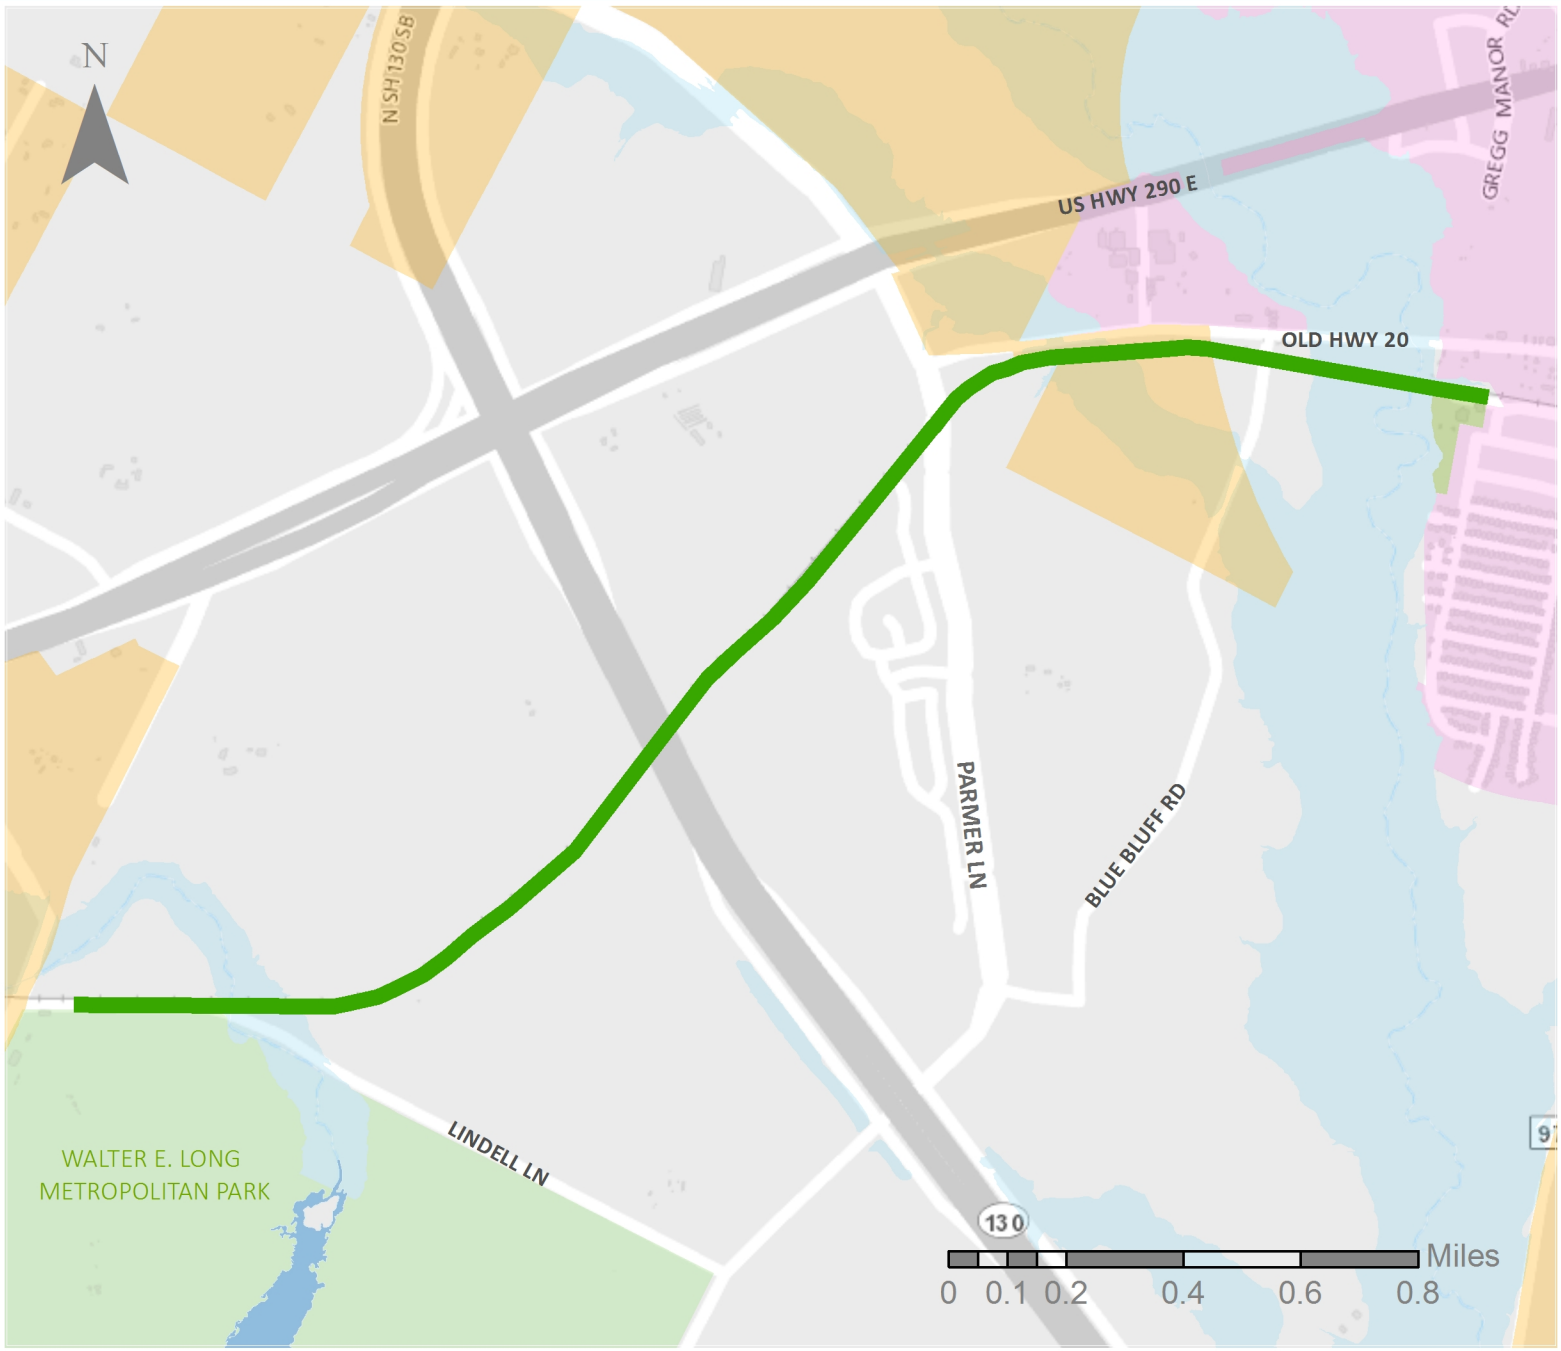 N
N SH 130 SB
GREGG MANOR RD
US HWY 290 E
OLD HWY 20
PARMER LN
BLUE BLUFF RD
WALTER E. LONG
METROPOLITAN PARK
LINDELL LN
130
Miles
0 0.1 0.2 0.4 0.6 0.8